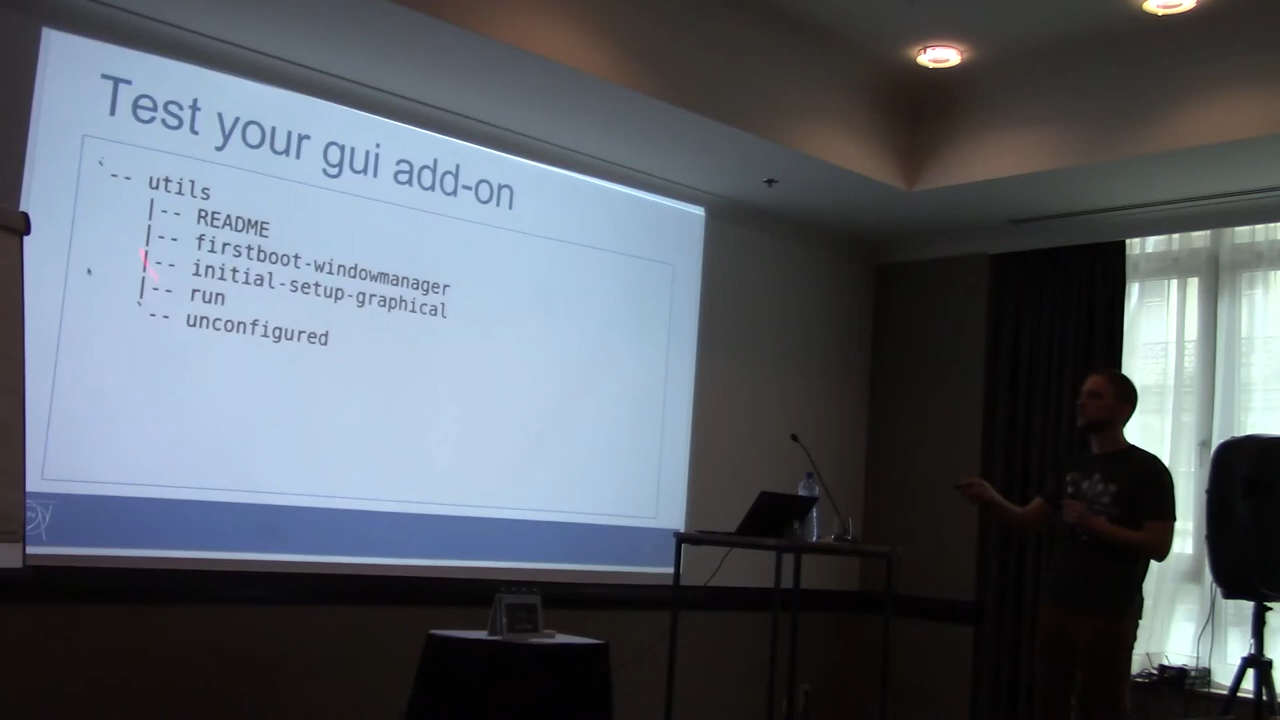 Test your gui add-on
`-- utils
|-- README
|-- firstboot-windowmanager
|-- initial-setup-graphical
|-- run
`-- unconfigured